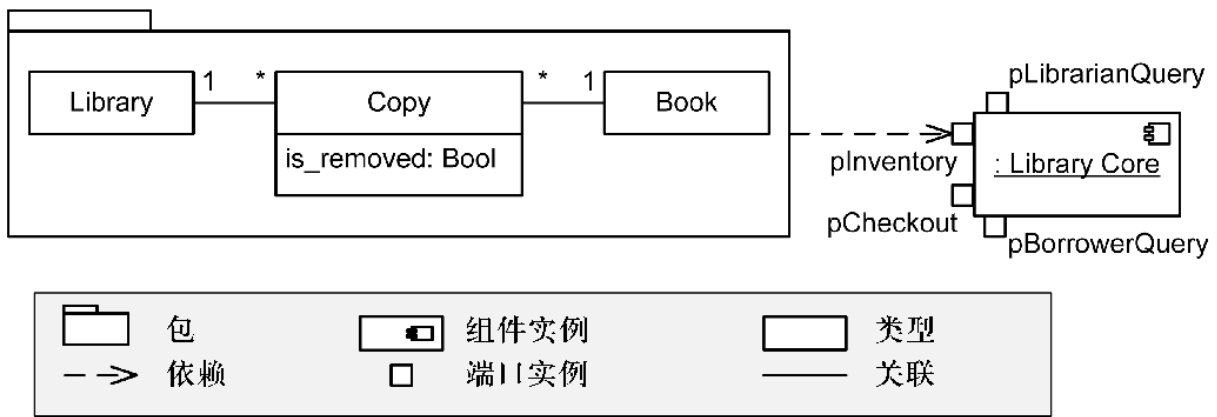 pLibrarianQuery
Library 1 * Copy * 1 Book
is_removed: Bool
pInventory
: Library Core
pCheckout
pBorrowerQuery
包 组件实例 类型
依赖 端口实例 关联